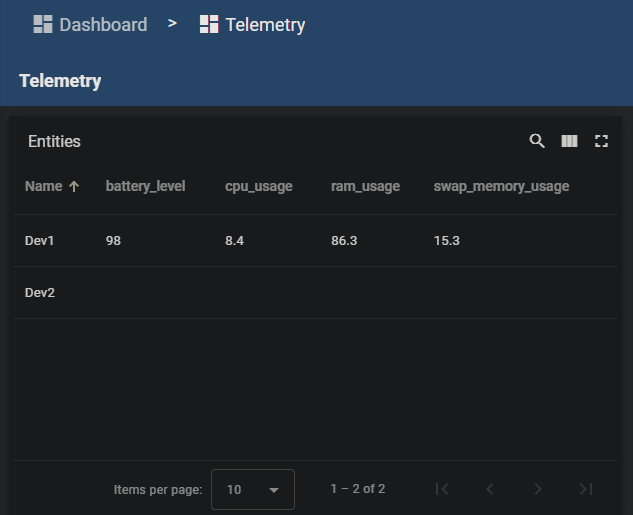 Dashboard > Telemetry
Telemetry
Entities
Name battery_level cpu_usage ram_usage swap_memory_usage
Dev1 98 8.4 86.3 15.3
Dev2
Items per page: 10 1 – 2 of 2